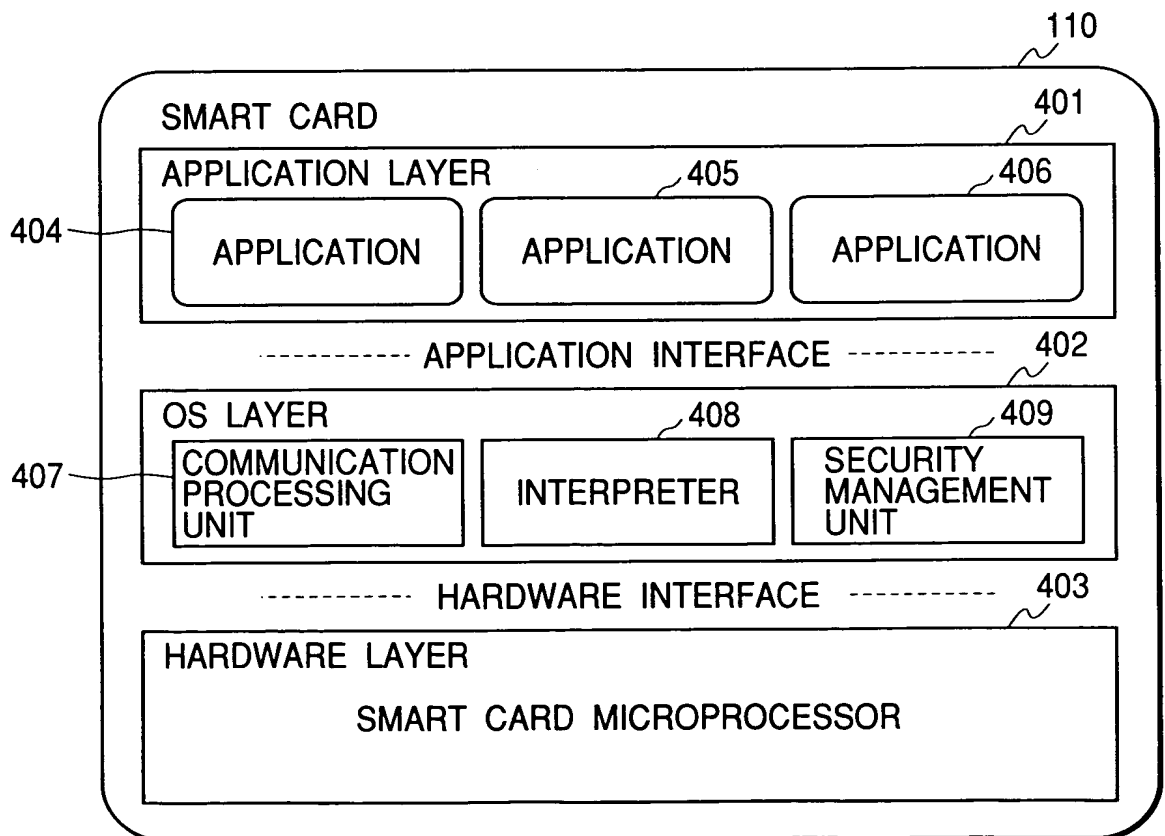 110
SMART CARD
401
APPLICATION LAYER
405
406
404
APPLICATION
APPLICATION
APPLICATION
APPLICATION INTERFACE
402
OS LAYER
408
409
407
COMMUNICATION
PROCESSING
UNIT
INTERPRETER
SECURITY
MANAGEMENT
UNIT
HARDWARE INTERFACE
403
HARDWARE LAYER
SMART CARD MICROPROCESSOR